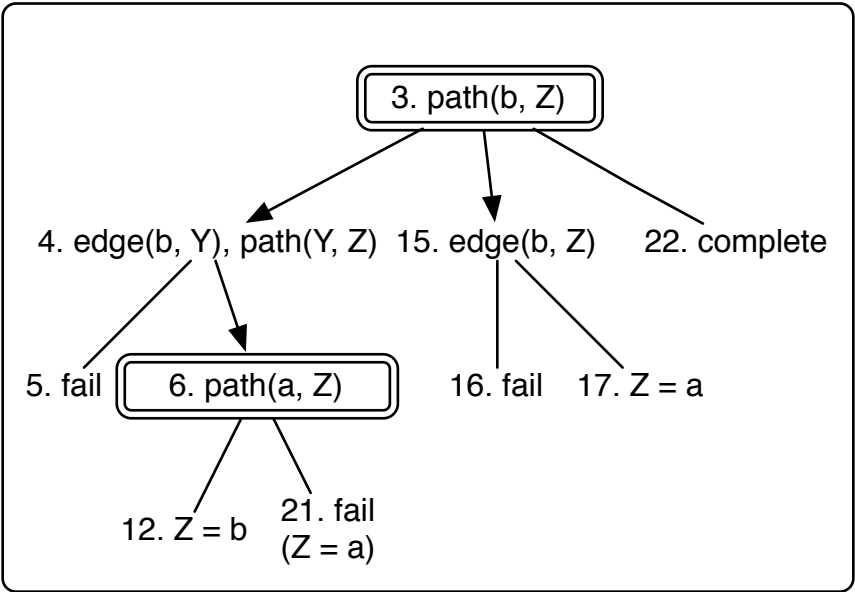 3. path(b, Z)
4. edge(b, Y), path(Y, Z)
15. edge(b, Z)
22. complete
5. fail
6. path(a, Z)
16. fail
17. Z = a
12. Z = b
21. fail
(Z = a)